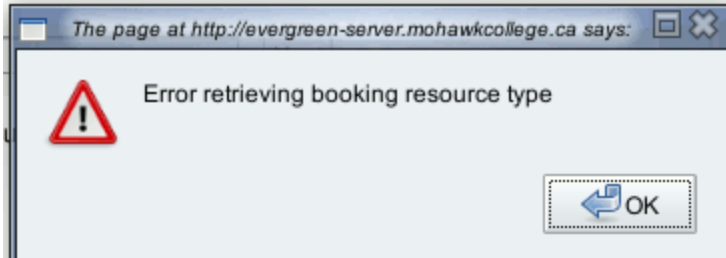 The page at http://evergreen-server.mohawkcollege.ca says:
Error retrieving booking resource type
OK